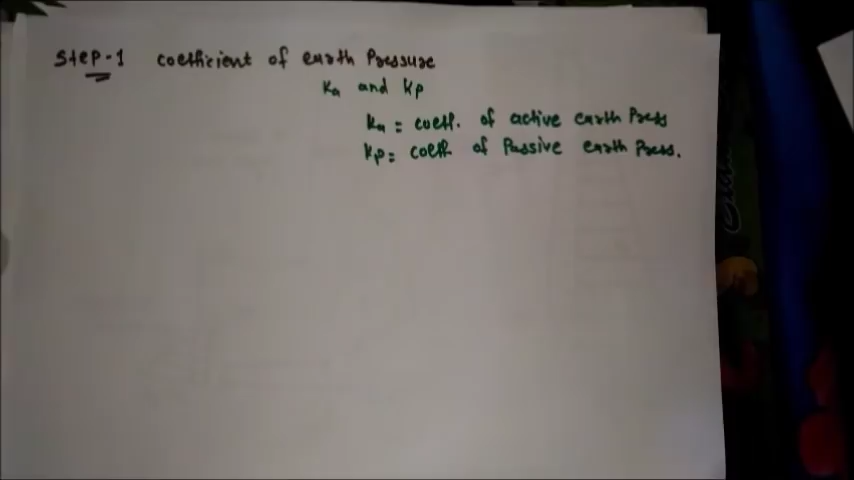 Step-1 coefficient of earth Pressure
Ka and Kp
Ka = coeff. of active earth Press
Kp = coeff of Passive earth Press.